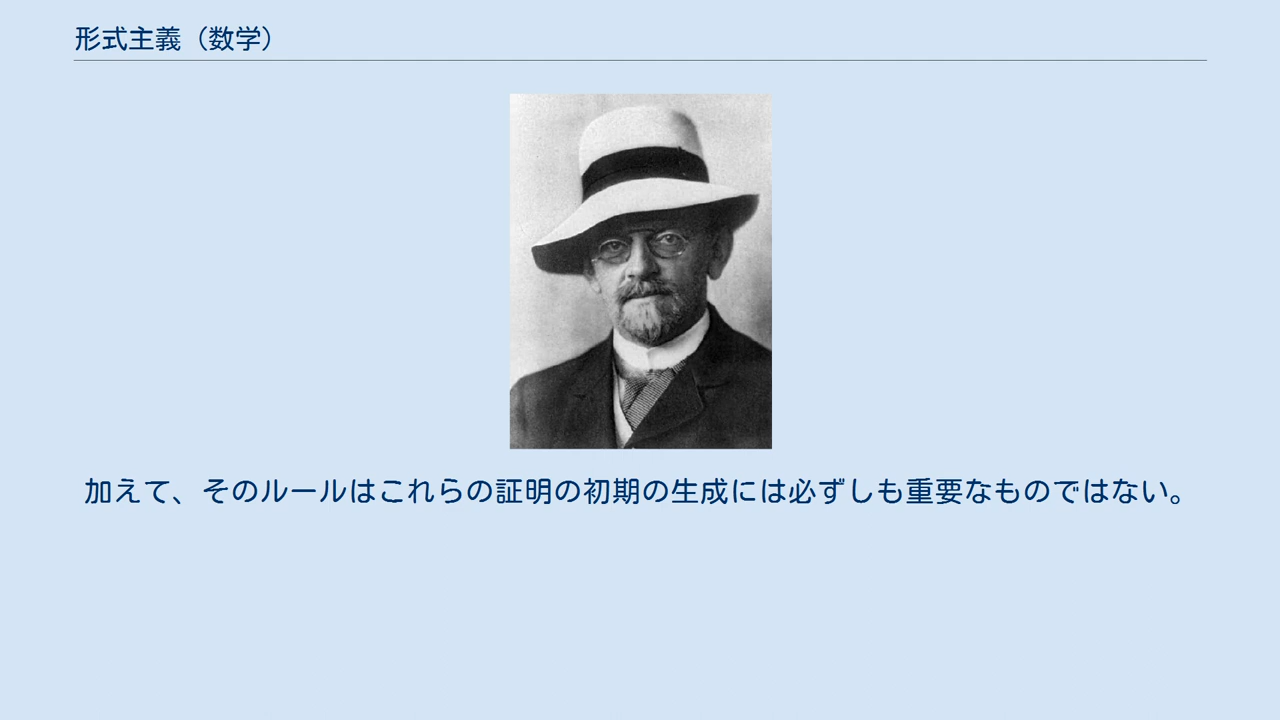 形式主義（数学）
加えて、そのルールはこれらの証明の初期の生成には必ずしも重要なものではない。